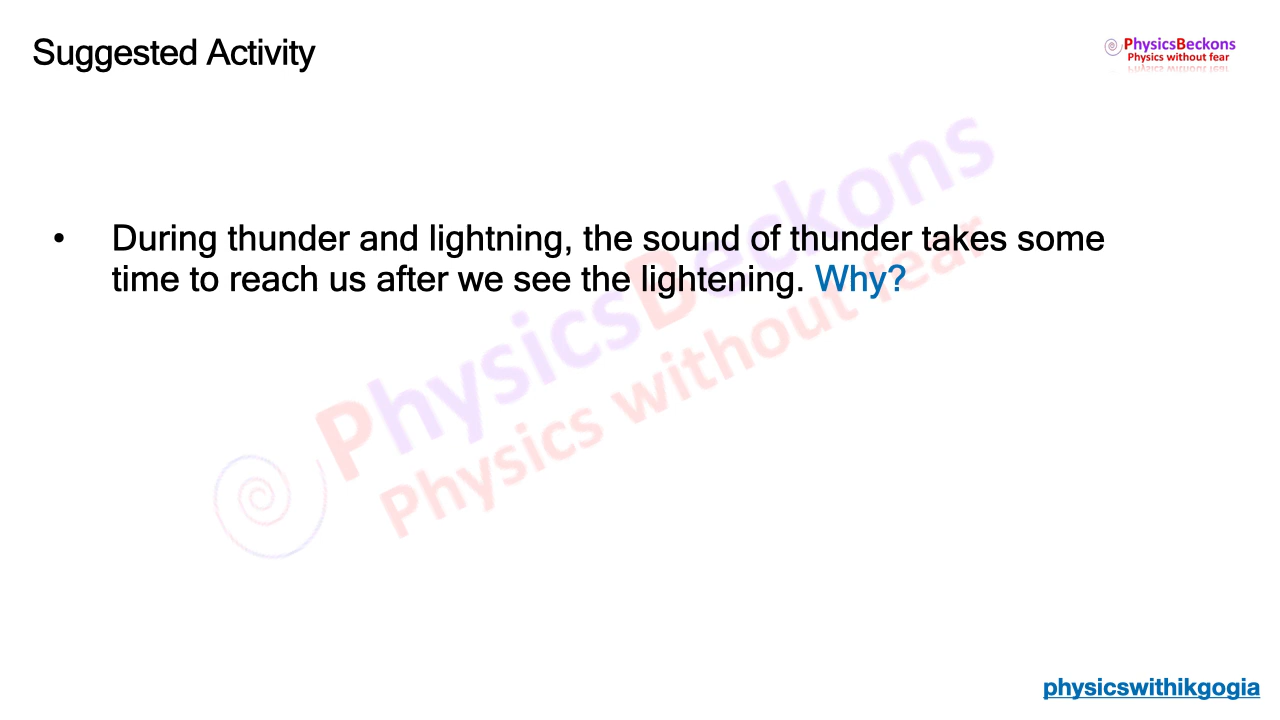 Suggested Activity
PhysicsBeckons
Physics without fear
• During thunder and lightning, the sound of thunder takes some
time to reach us after we see the lightening. Why?
PhysicsBeckons
Physics without fear
physicswithikgogia